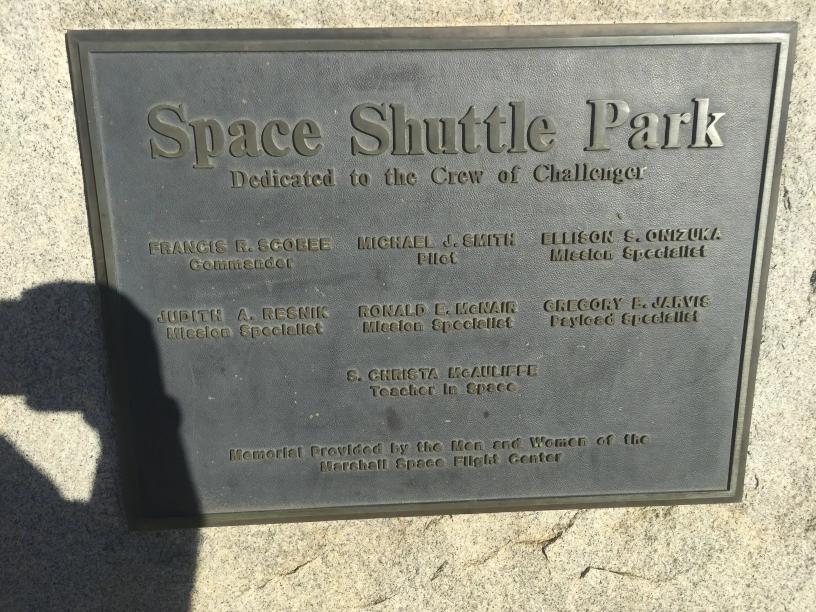 Space Shuttle Park
Dedicated to the Crew of Challenger
FRANCIS R. SCOBEE MICHAEL J. SMITH ELLISON S. ONIZUKA
Commander Pilot Mission Specialist
JUDITH A. RESNIK RONALD E. McNAIR GREGORY B. JARVIS
Mission Specialist Mission Specialist Payload Specialist
S. CHRISTA McAULIFFE
Teacher in Space
Memorial Provided by the Men and Women of the
Marshall Space Flight Center